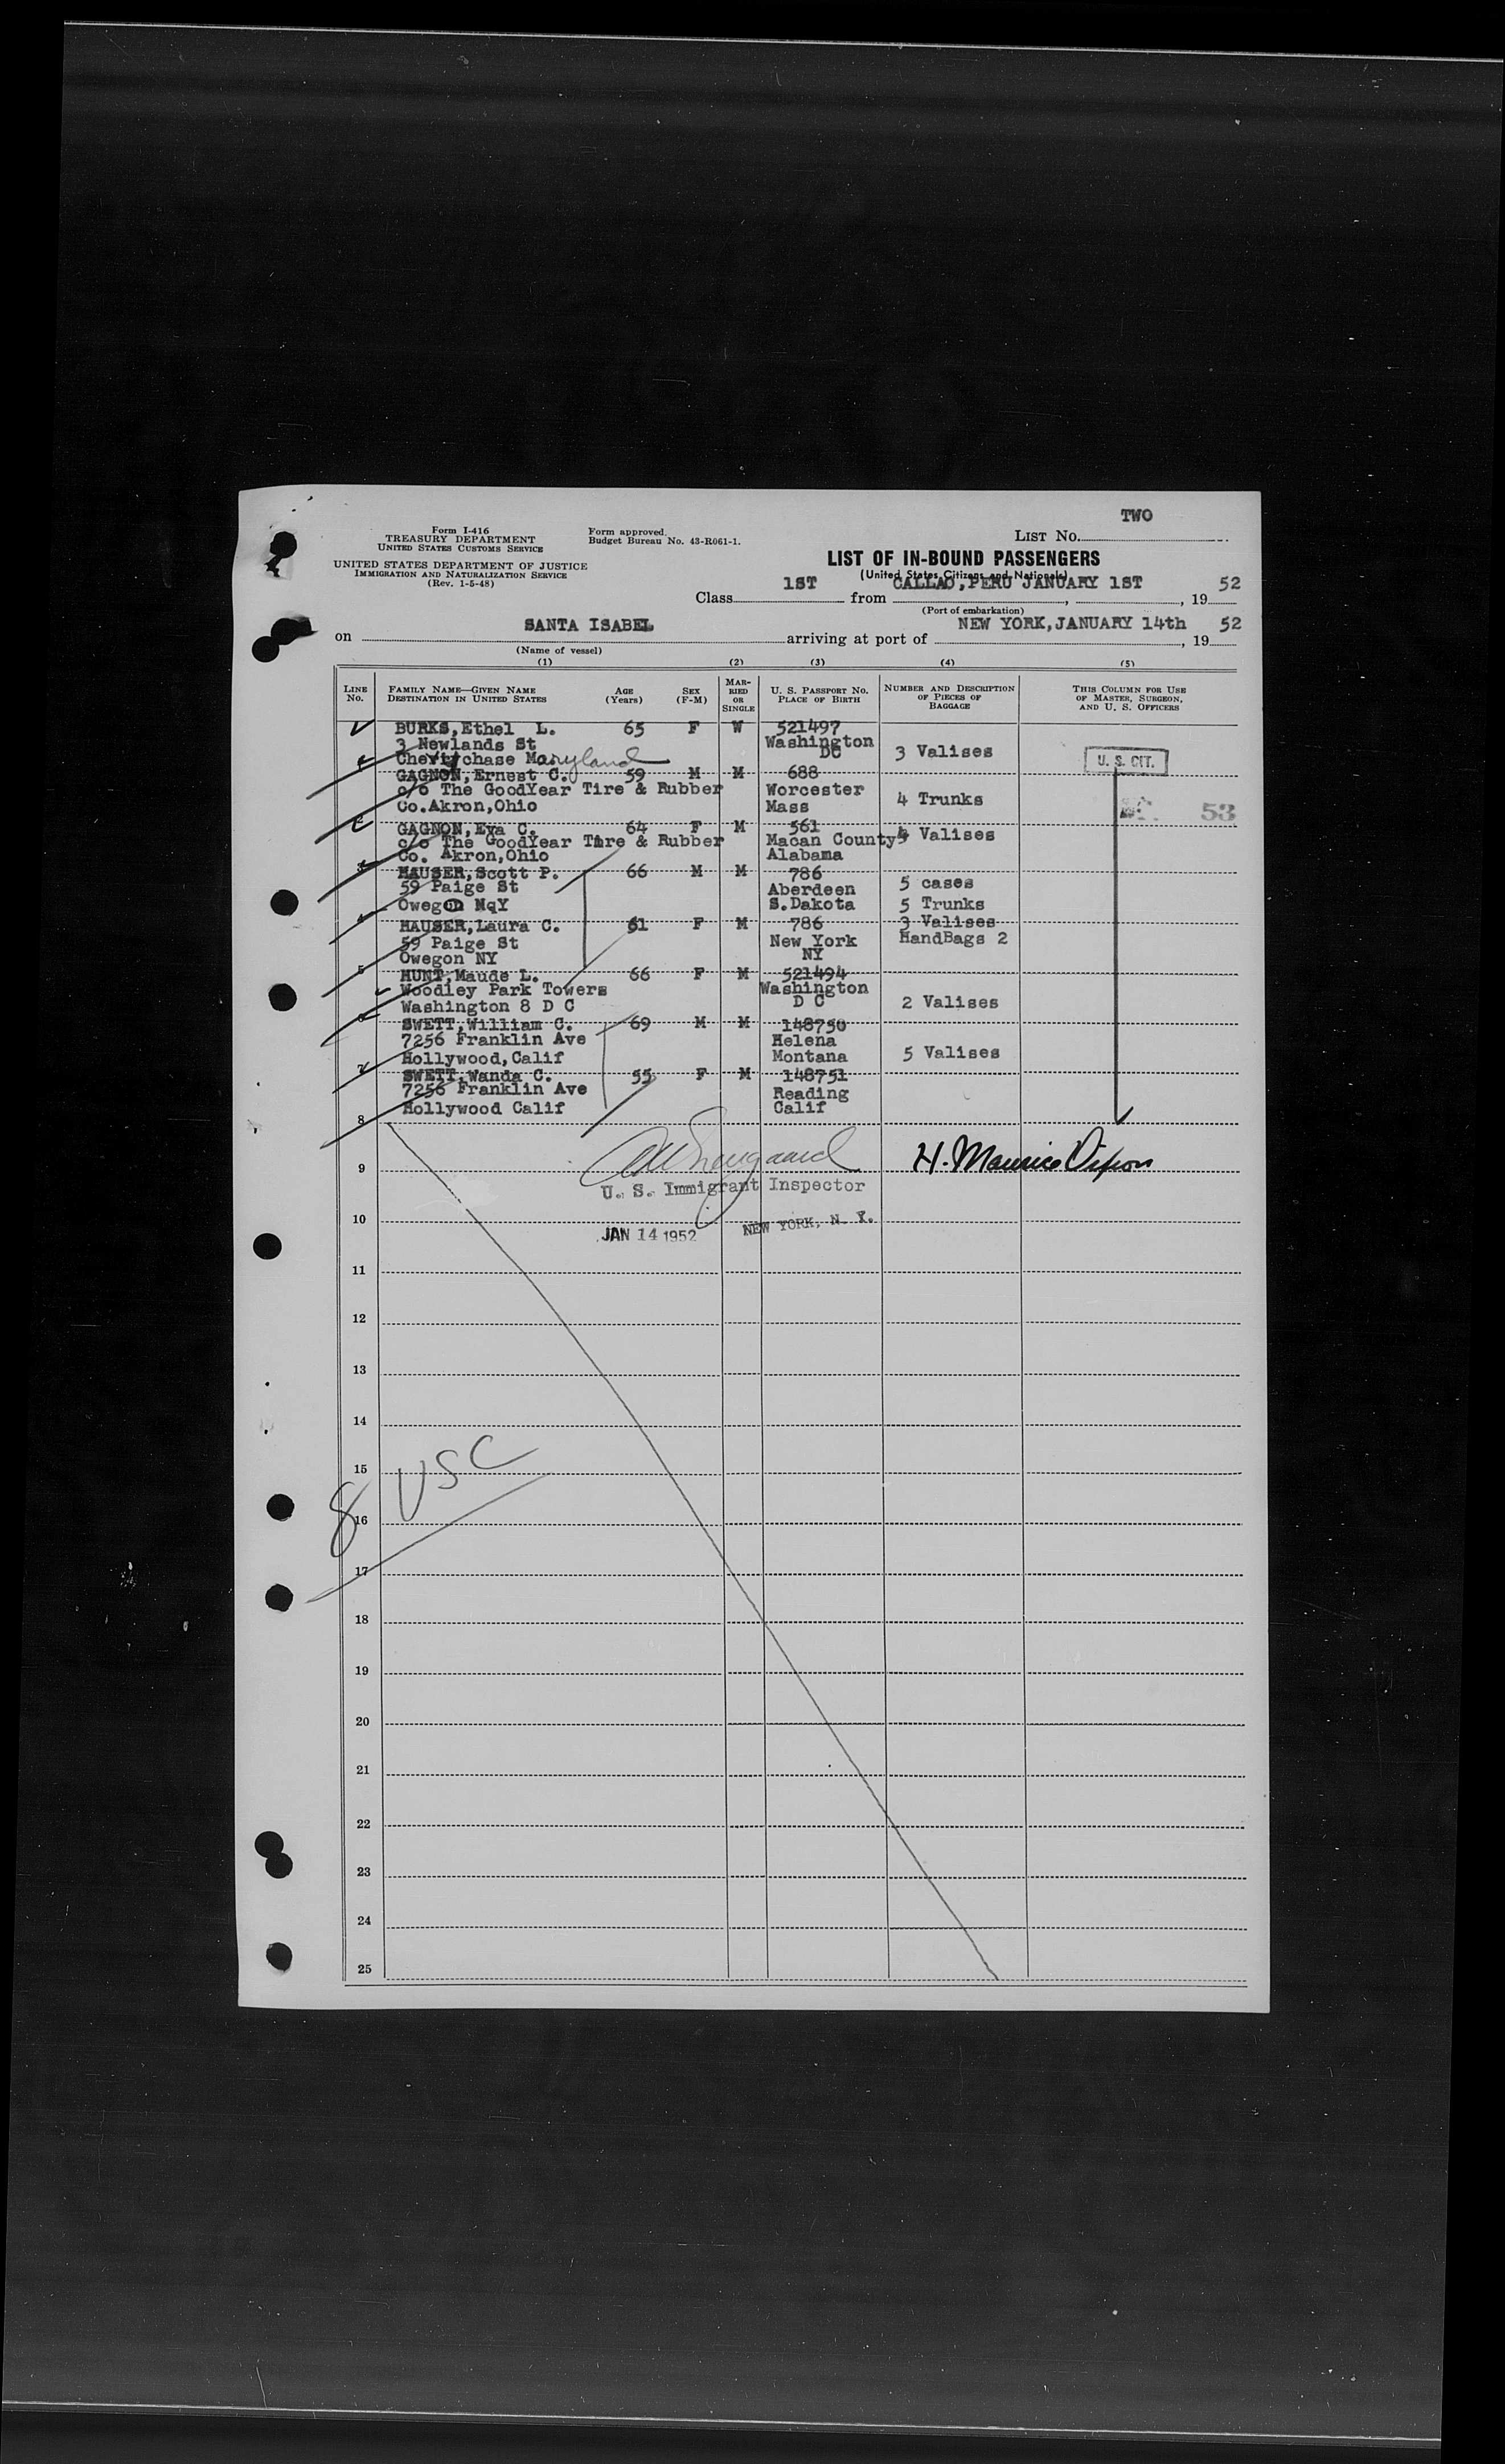 TWO
Form I-416
TREASURY DEPARTMENT
UNITED STATES CUSTOMS SERVICE
Form approved.
Budget Bureau No. 43-R061-1.
LIST No.
UNITED STATES DEPARTMENT OF JUSTICE
IMMIGRATION AND NATURALIZATION SERVICE
(Rev. 1-5-48)
LIST OF IN-BOUND PASSENGERS
(United States Citizens and Nationals)
Class 1ST from CALLAO, PERU JANUARY 1ST, 1952
(Port of embarkation)
on SANTA ISABEL arriving at port of NEW YORK, JANUARY 14th, 1952
(Name of vessel)
(1) (2) (3) (4) (5)
LINE No. FAMILY NAME—GIVEN NAME DESTINATION IN UNITED STATES AGE (Years) SEX (F-M) MARRIED OR SINGLE U. S. PASSPORT No. PLACE OF BIRTH NUMBER AND DESCRIPTION OF PIECES OF BAGGAGE THIS COLUMN FOR USE OF MASTER, SURGEON, AND U. S. OFFICERS
BURKS, Ethel L. 65 F W 521497
3 Newlands St Washington
chase Maryland DC 3 Valises U. S. CIT.
GAGNON, Ernest C. 59 M M 688
c/o The GoodYear Tire & Rubber Worcester
Co. Akron, Ohio Mass 4 Trunks 53
GAGNON, Eva C. 64 F M 561
c/o The GoodYear Tire & Rubber Macan County Valises
Co. Akron, Ohio Alabama
3 HAUSER, Scott P. 66 M M 786
59 Paige St Aberdeen 5 cases
Owegon NqY S.Dakota 5 Trunks
4 HAUSER, Laura C. 61 F M 786 3 Valises
59 Paige St New York HandBags 2
Owegon NY NY
5 HUNT, Maude L. 66 F M 521494
Woodley Park Towers Washington
Washington 8 D C D C 2 Valises
6 SWETT, William C. 69 M M 148750
7256 Franklin Ave Helena
Hollywood, Calif Montana 5 Valises
7 SWETT, Wanda C. 55 F M 148751
7256 Franklin Ave Reading
Hollywood Calif Calif
8
H. Maurice Dixon
9
U. S. Immigrant Inspector
10
JAN 14 1952 NEW YORK, N. Y.
11
12
13
14
15
8 USC
16
17
18
19
20
21
22
23
24
25